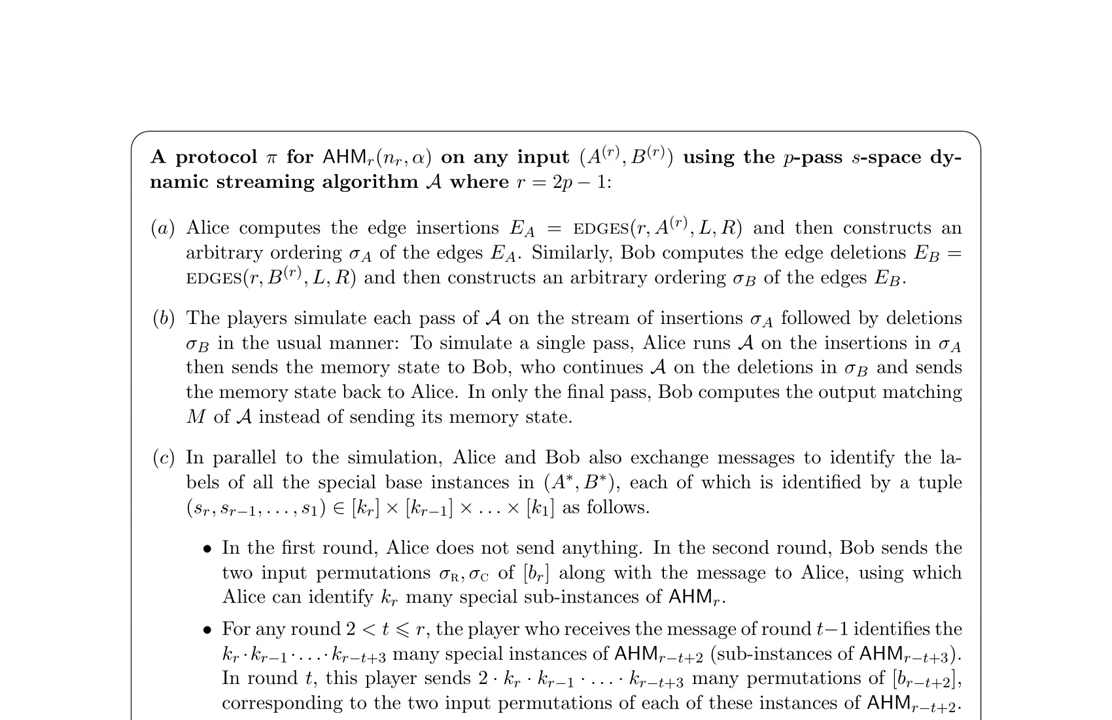 A protocol π for AHM_r(n_r, α) on any input (A^(r), B^(r)) using the p-pass s-space dy-
namic streaming algorithm 𝒜 where r = 2p − 1:
(a) Alice computes the edge insertions E_A = EDGES(r, A^(r), L, R) and then constructs an
arbitrary ordering σ_A of the edges E_A. Similarly, Bob computes the edge deletions E_B =
EDGES(r, B^(r), L, R) and then constructs an arbitrary ordering σ_B of the edges E_B.
(b) The players simulate each pass of 𝒜 on the stream of insertions σ_A followed by deletions
σ_B in the usual manner: To simulate a single pass, Alice runs 𝒜 on the insertions in σ_A
then sends the memory state to Bob, who continues 𝒜 on the deletions in σ_B and sends
the memory state back to Alice. In only the final pass, Bob computes the output matching
M of 𝒜 instead of sending its memory state.
(c) In parallel to the simulation, Alice and Bob also exchange messages to identify the la-
bels of all the special base instances in (A*, B*), each of which is identified by a tuple
(s_r, s_{r−1}, . . . , s_1) ∈ [k_r] × [k_{r−1}] × . . . × [k_1] as follows.
• In the first round, Alice does not send anything. In the second round, Bob sends the
two input permutations σ_R, σ_C of [b_r] along with the message to Alice, using which
Alice can identify k_r many special sub-instances of AHM_r.
• For any round 2 < t ⩽ r, the player who receives the message of round t−1 identifies the
k_r · k_{r−1} · . . . · k_{r−t+3} many special instances of AHM_{r−t+2} (sub-instances of AHM_{r−t+3}).
In round t, this player sends 2 · k_r · k_{r−1} · . . . · k_{r−t+3} many permutations of [b_{r−t+2}],
corresponding to the two input permutations of each of these instances of AHM_{r−t+2}.